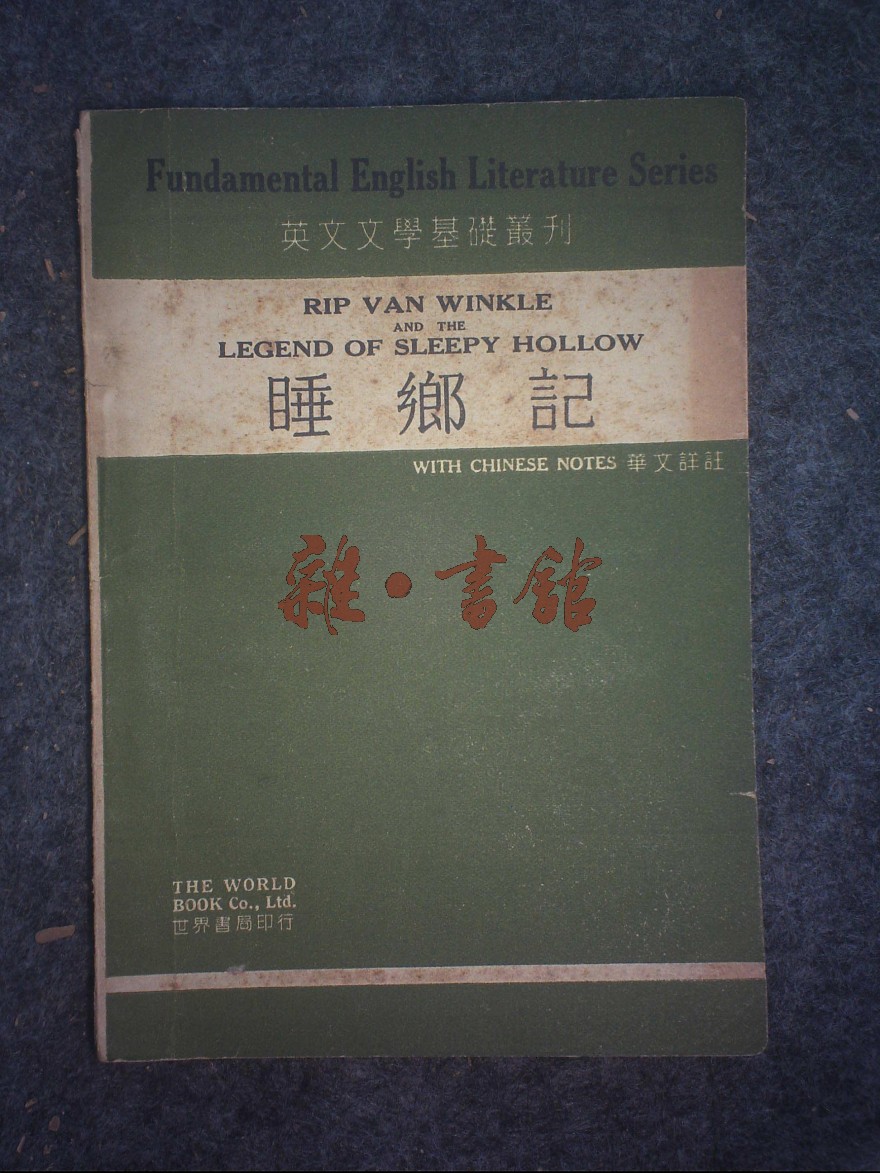 Fundamental English Literature Series
英文文學基礎叢刊
RIP VAN WINKLE
AND THE
LEGEND OF SLEEPY HOLLOW
睡鄉記
WITH CHINESE NOTES 華文詳註
雜·書館
THE WORLD
BOOK Co., Ltd.
世界書局印行